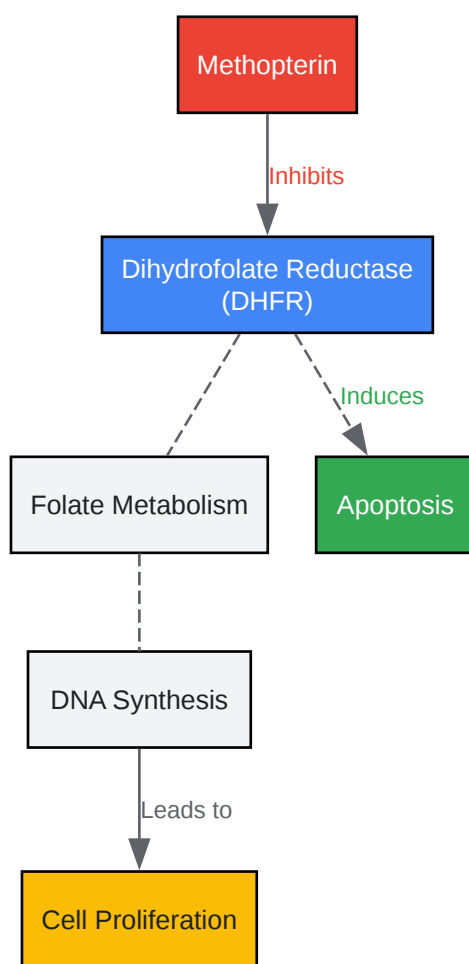 Methopterin
Inhibits
Dihydrofolate Reductase
(DHFR)
Induces
Folate Metabolism
Apoptosis
DNA Synthesis
Leads to
Cell Proliferation